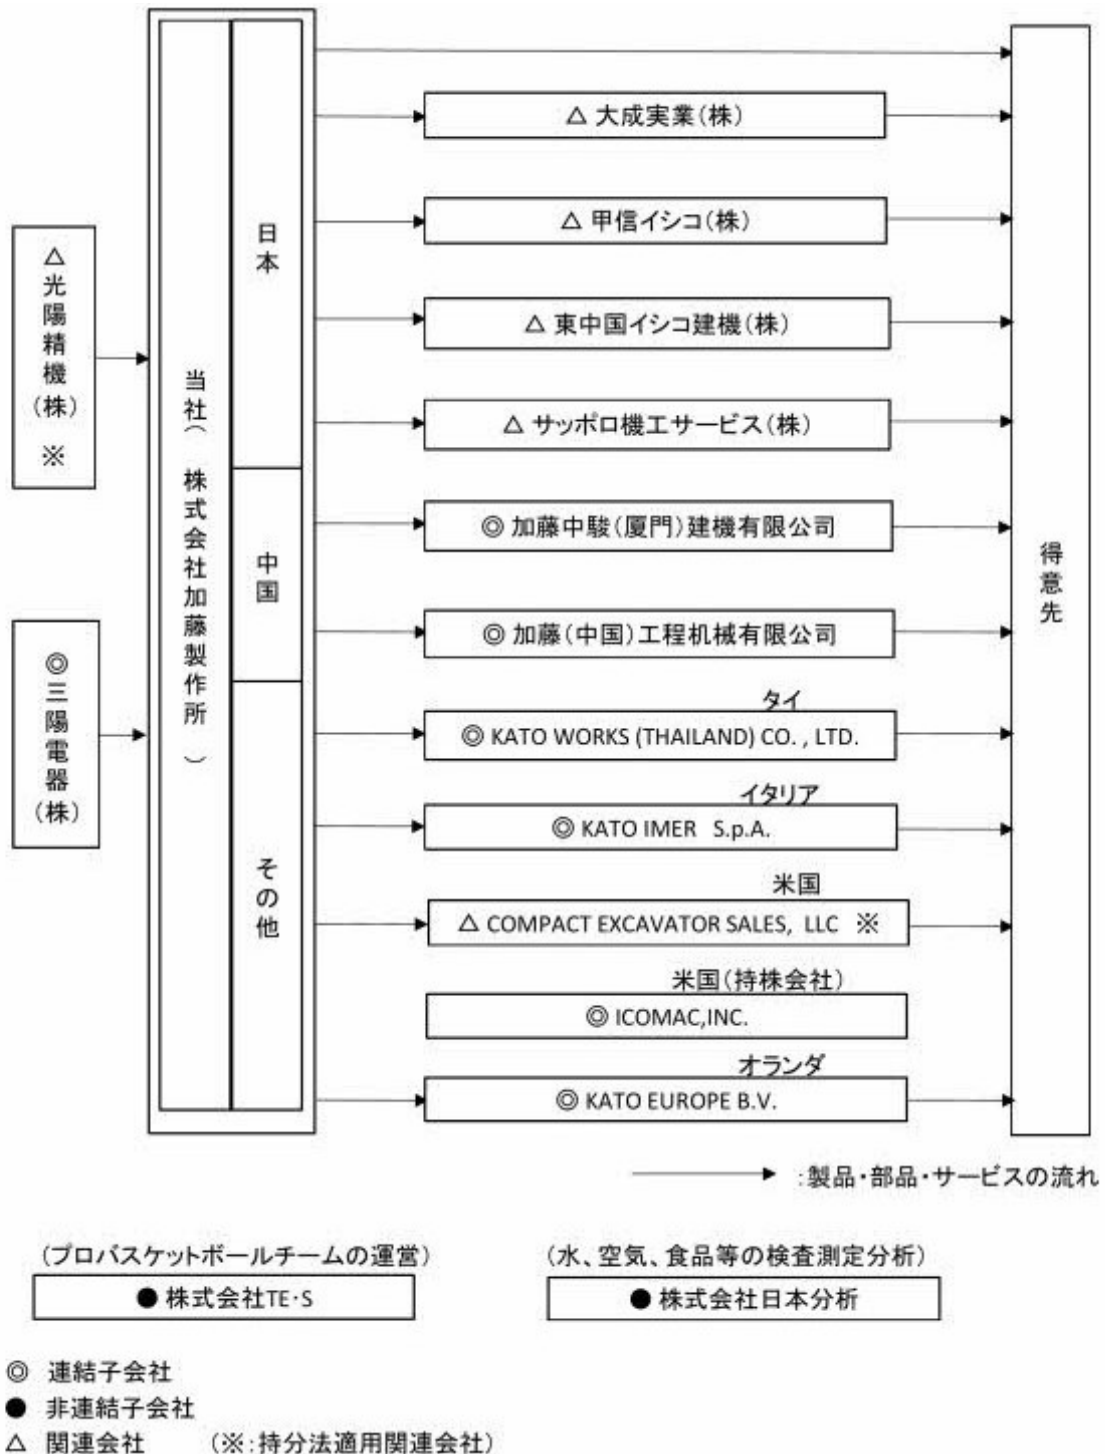 △光陽精機(株) ※
◎三陽電器(株)
当社(株式会社加藤製作所)
日本
中国
その他
△ 大成実業(株)
△ 甲信イシコ(株)
△ 東中国イシコ建機(株)
△ サッポロ機工サービス(株)
◎ 加藤中駿(厦門)建機有限公司
◎ 加藤(中国)工程机械有限公司
タイ
◎ KATO WORKS (THAILAND) CO. , LTD.
イタリア
◎ KATO IMER S.p.A.
米国
△ COMPACT EXCAVATOR SALES, LLC ※
米国(持株会社)
◎ ICOMAC,INC.
オランダ
◎ KATO EUROPE B.V.
得意先
:製品・部品・サービスの流れ
(プロバスケットボールチームの運営)
● 株式会社TE・S
(水、空気、食品等の検査測定分析)
● 株式会社日本分析
◎ 連結子会社
● 非連結子会社
△ 関連会社 (※:持分法適用関連会社)